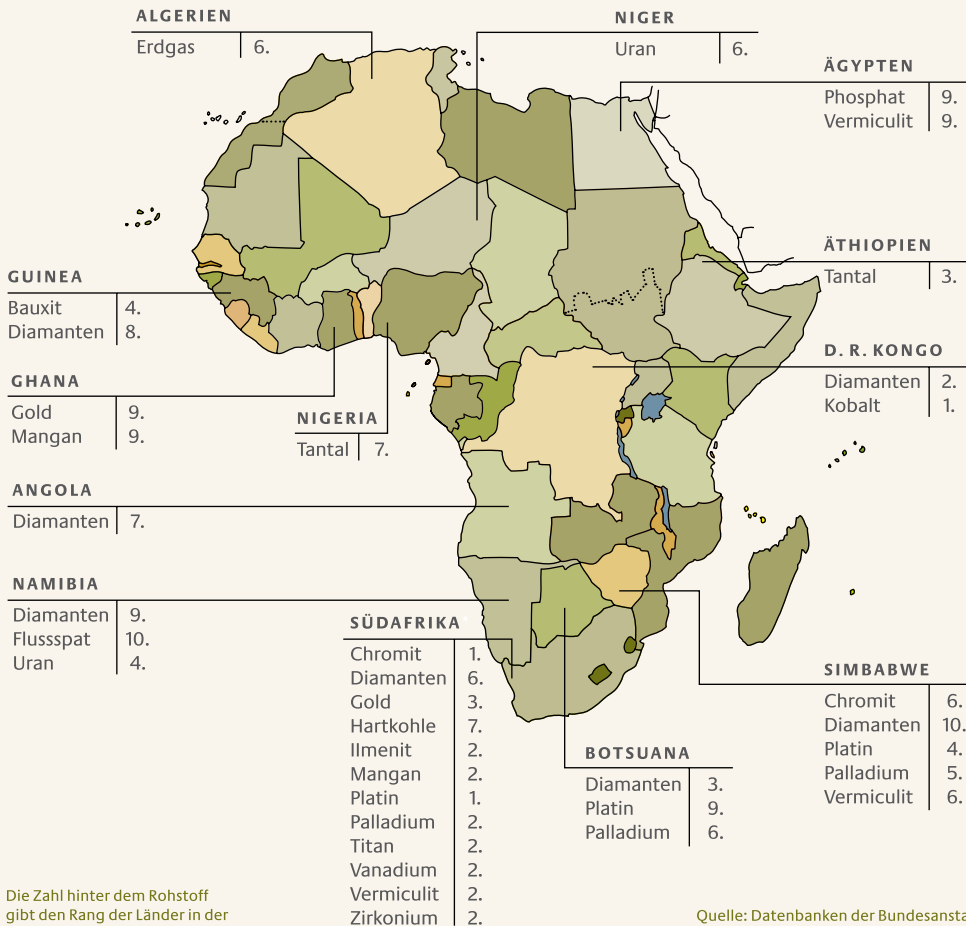 ALGERIEN
Erdgas 6.
NIGER
Uran 6.
ÄGYPTEN
Phosphat 9.
Vermiculit 9.
ÄTHIOPIEN
Tantal 3.
GUINEA
Bauxit 4.
Diamanten 8.
D. R. KONGO
Diamanten 2.
Kobalt 1.
GHANA
Gold 9.
Mangan 9.
NIGERIA
Tantal 7.
ANGOLA
Diamanten 7.
NAMIBIA
Diamanten 9.
Flussspat 10.
Uran 4.
SÜDAFRIKA
Chromit 1.
Diamanten 6.
Gold 3.
Hartkohle 7.
Ilmenit 2.
Mangan 2.
Platin 1.
Palladium 2.
Titan 2.
Vanadium 2.
Vermiculit 2.
Zirkonium 2.
BOTSUANA
Diamanten 3.
Platin 9.
Palladium 6.
SIMBABWE
Chromit 6.
Diamanten 10.
Platin 4.
Palladium 5.
Vermiculit 6.
Die Zahl hinter dem Rohstoff
gibt den Rang der Länder in der
Quelle: Datenbanken der Bundesansta